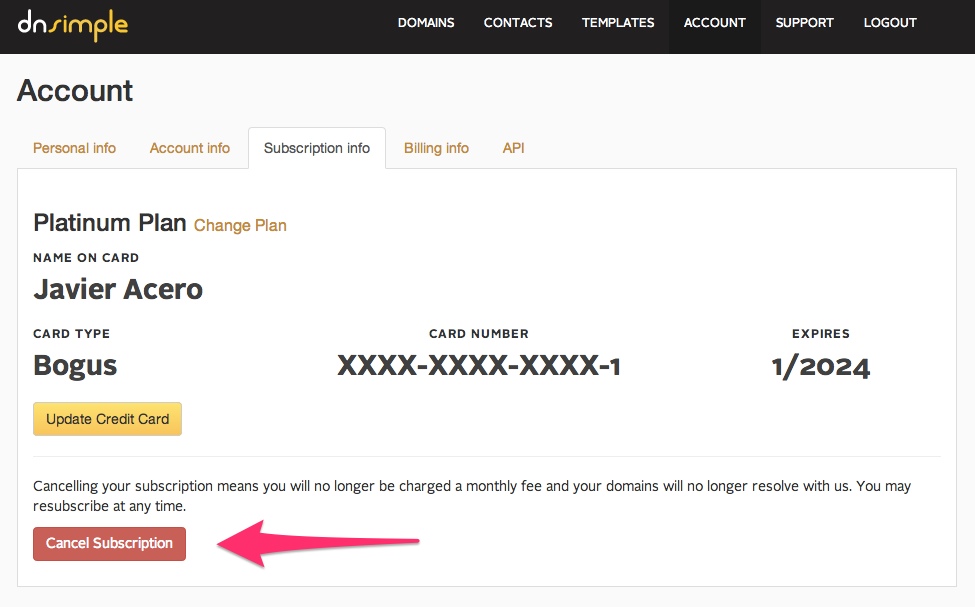 dnsimple
DOMAINS CONTACTS TEMPLATES ACCOUNT SUPPORT LOGOUT
Account
Personal info Account info Subscription info Billing info API
Platinum Plan Change Plan
NAME ON CARD
Javier Acero
CARD TYPE CARD NUMBER EXPIRES
Bogus XXXX-XXXX-XXXX-1 1/2024
Update Credit Card
Cancelling your subscription means you will no longer be charged a monthly fee and your domains will no longer resolve with us. You may
resubscribe at any time.
Cancel Subscription